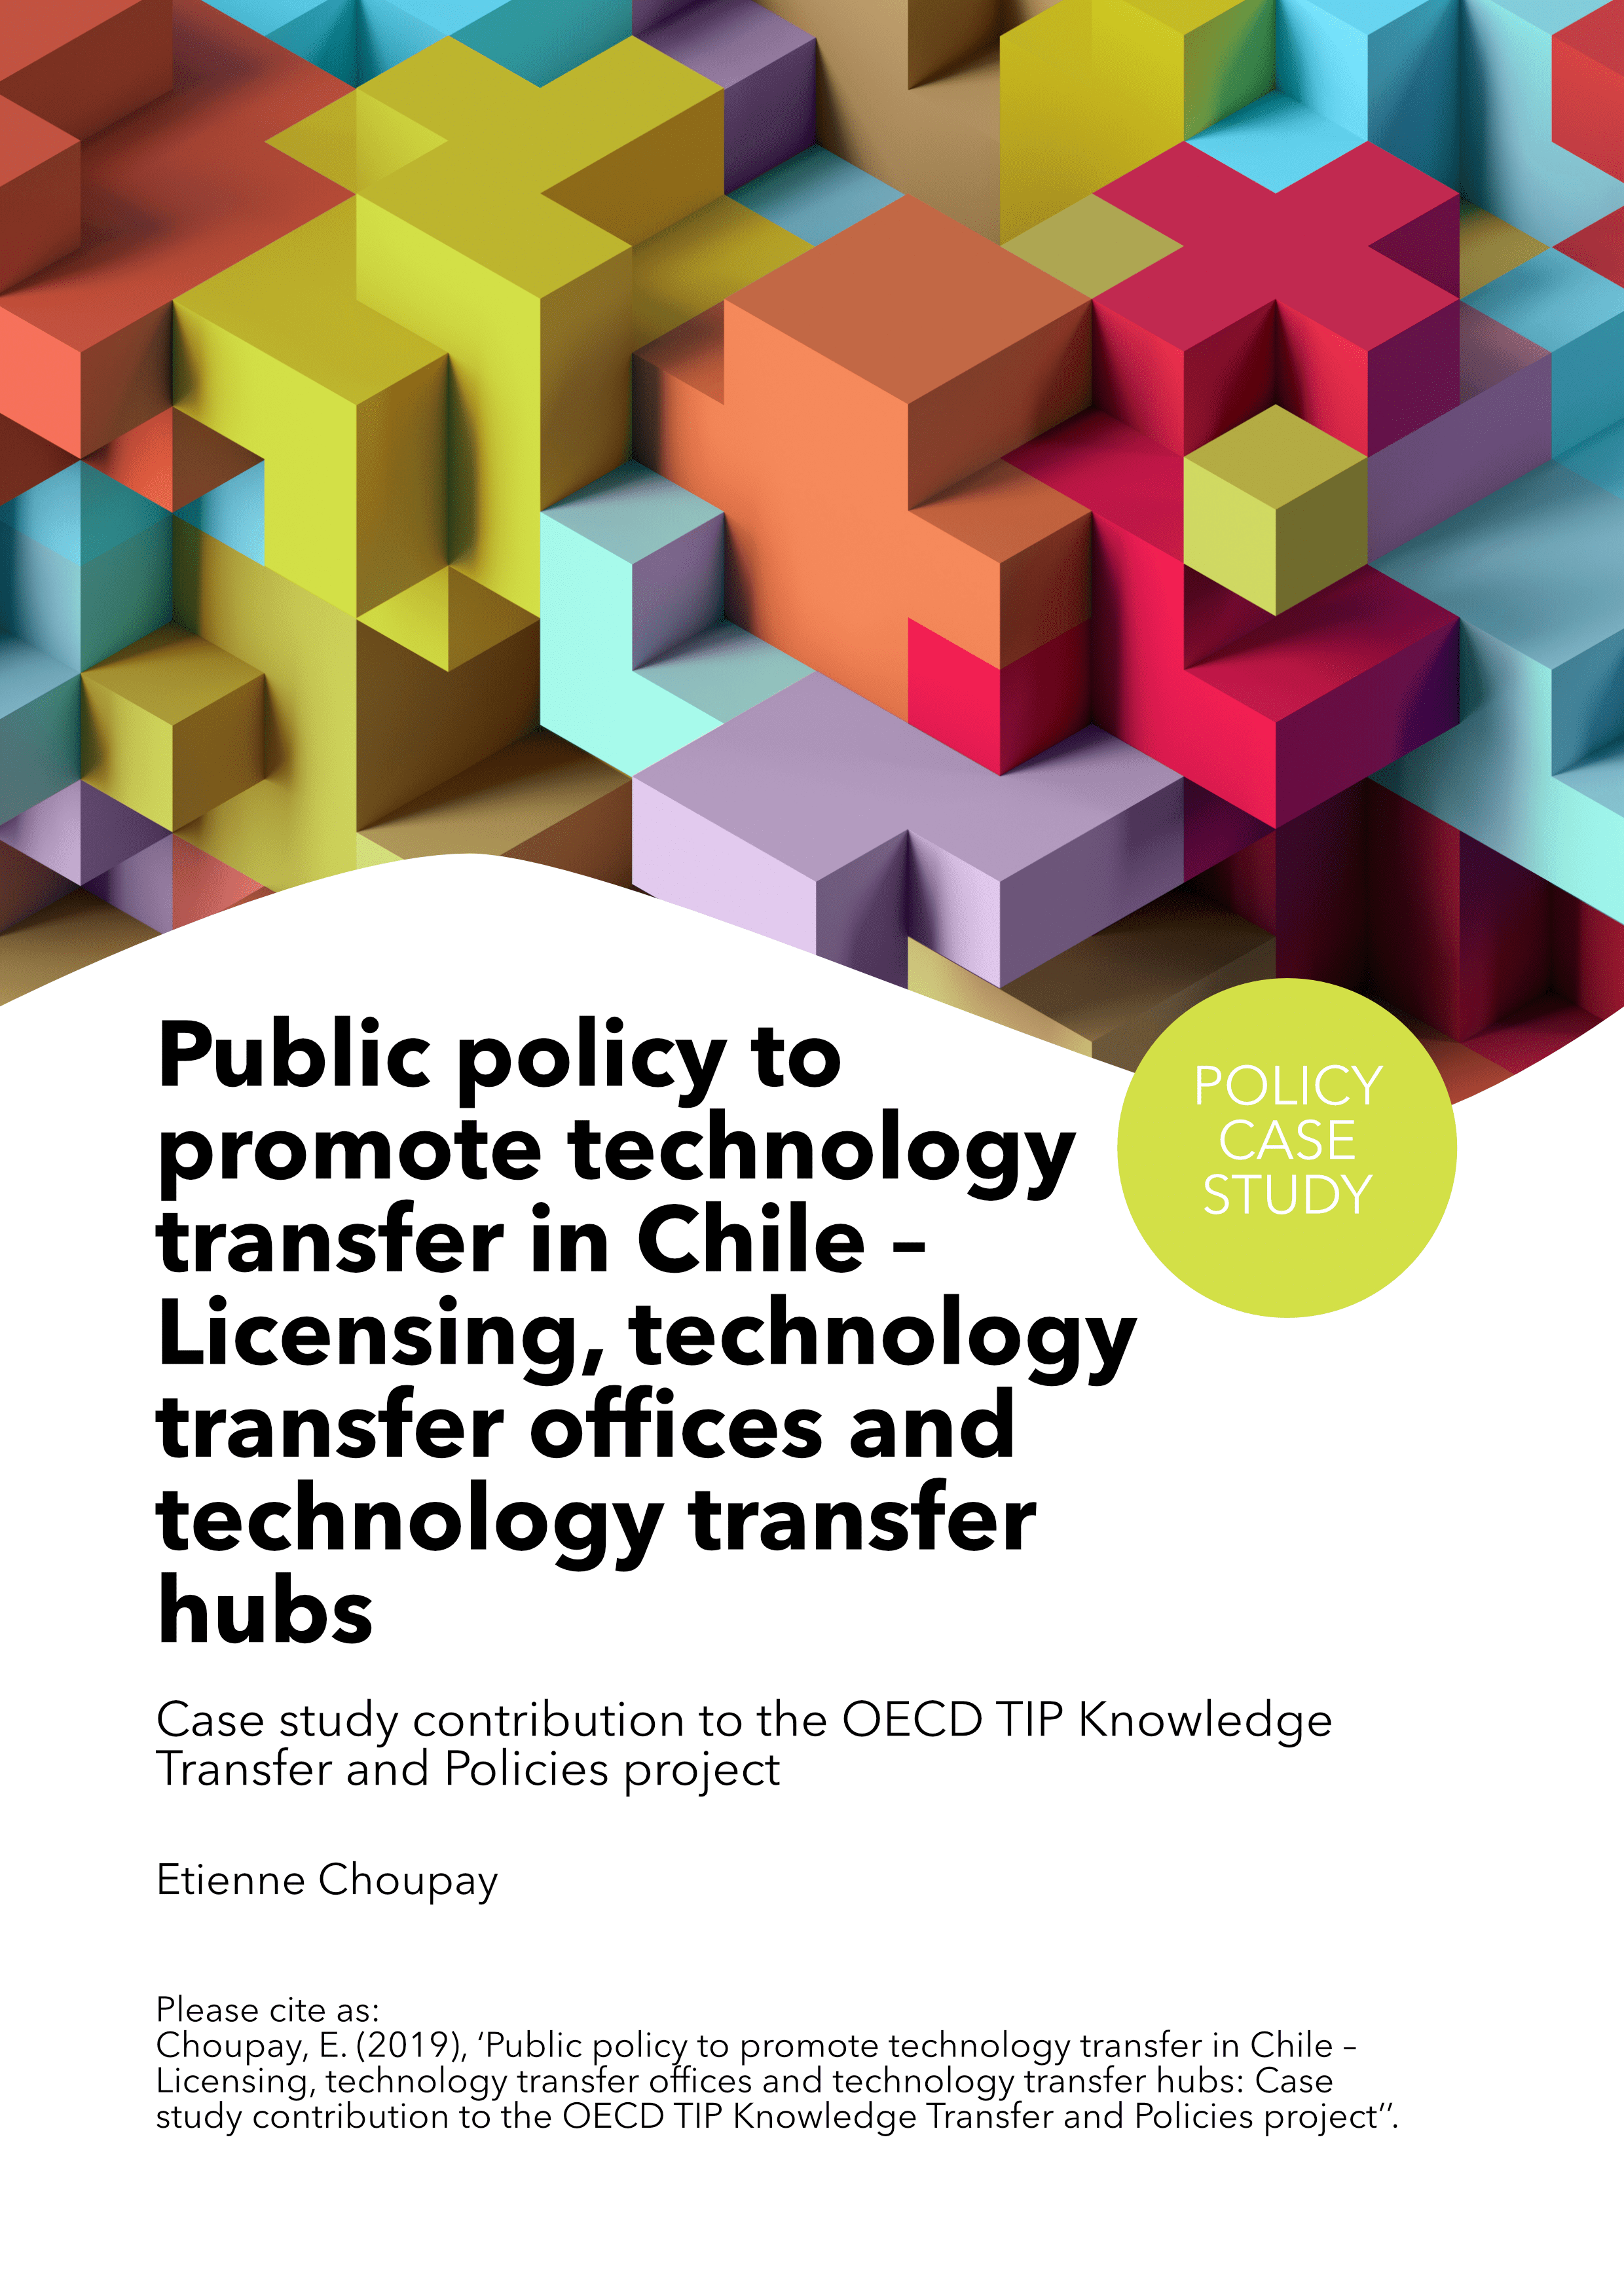 Public policy to
promote technology
transfer in Chile –
Licensing, technology
transfer offices and
technology transfer
hubs
POLICY
CASE
STUDY
Case study contribution to the OECD TIP Knowledge
Transfer and Policies project
Etienne Choupay
Please cite as:
Choupay, E. (2019), ‘Public policy to promote technology transfer in Chile –
Licensing, technology transfer offices and technology transfer hubs: Case
study contribution to the OECD TIP Knowledge Transfer and Policies project’’.